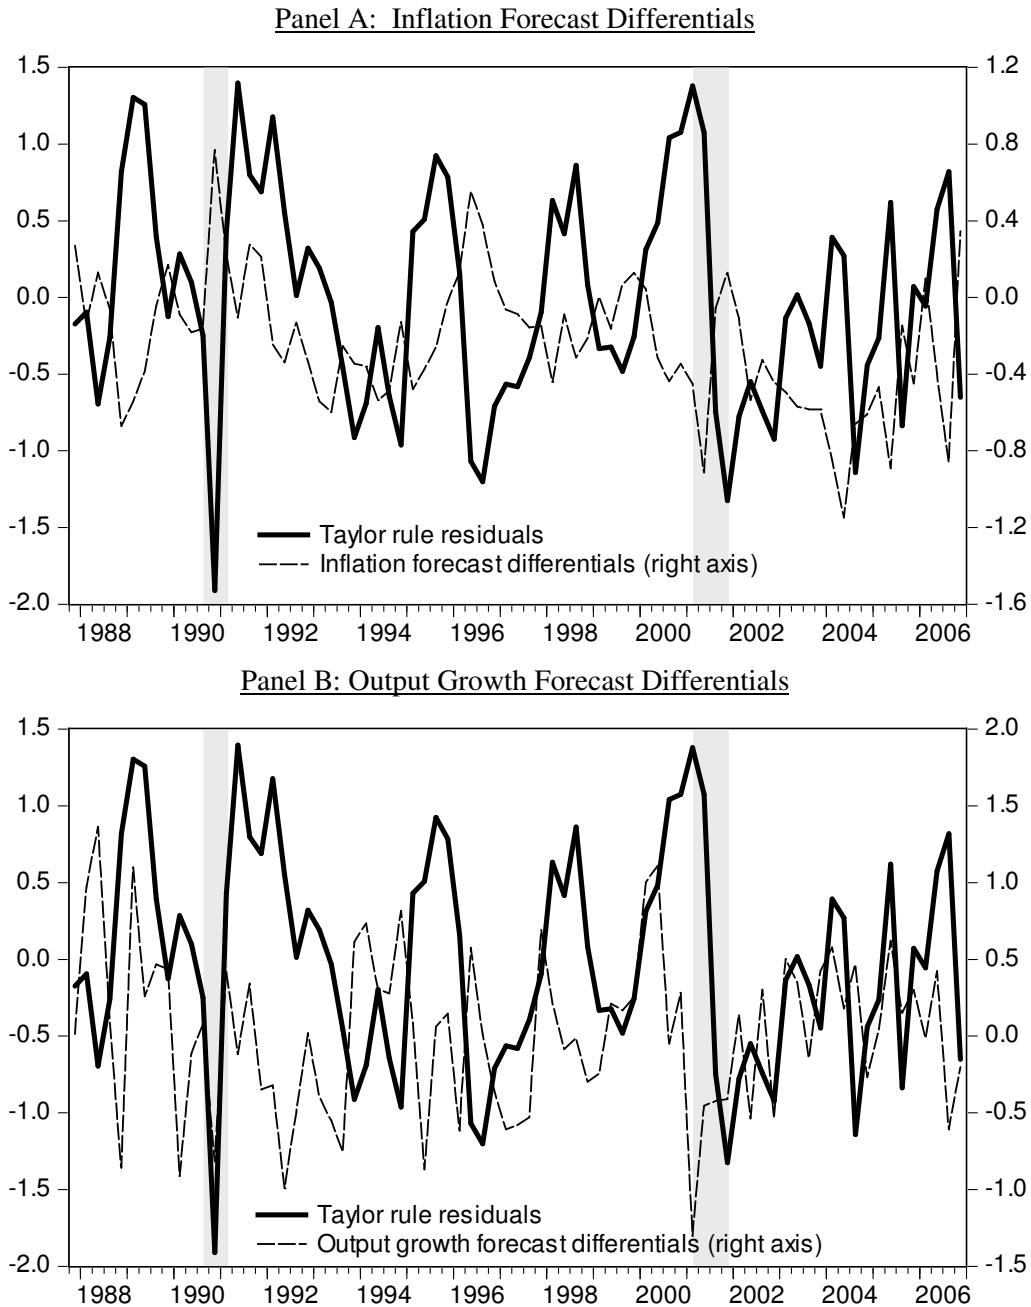 Panel A: Inflation Forecast Differentials
1.5 1.2
1.0 0.8
0.5 0.4
0.0 0.0
-0.5 -0.4
-1.0 -0.8
-1.5 -1.2
-2.0 -1.6
Taylor rule residuals
Inflation forecast differentials (right axis)
1988 1990 1992 1994 1996 1998 2000 2002 2004 2006
Panel B: Output Growth Forecast Differentials
1.5 2.0
1.0 1.5
0.5 1.0
0.0 0.5
-0.5 0.0
-1.0 -0.5
-1.5 -1.0
-2.0 -1.5
Taylor rule residuals
Output growth forecast differentials (right axis)
1988 1990 1992 1994 1996 1998 2000 2002 2004 2006